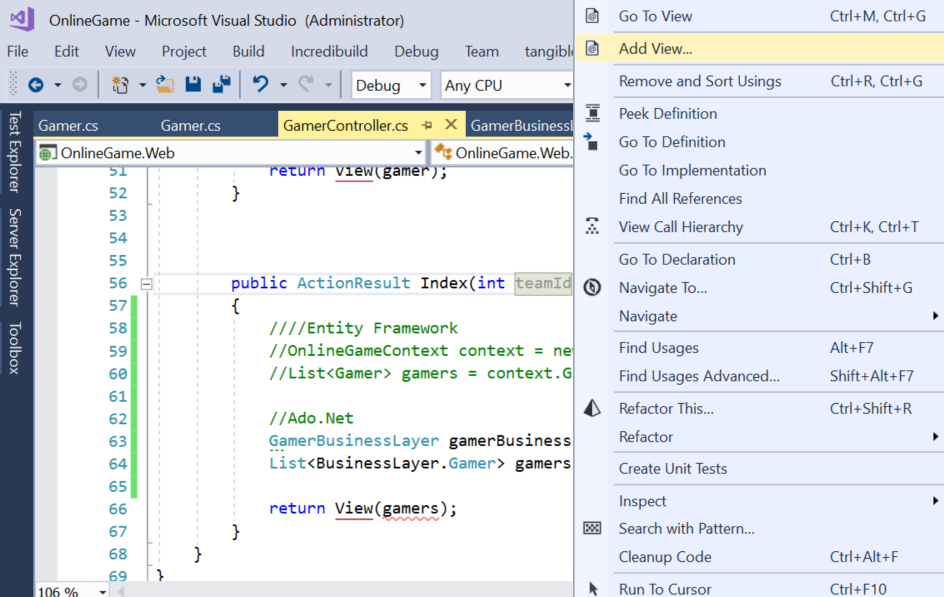 OnlineGame - Microsoft Visual Studio (Administrator)
File Edit View Project Build Incredibuild Debug Team tangible
Debug Any CPU
Gamer.cs Gamer.cs GamerController.cs GamerBusinessL
OnlineGame.Web OnlineGame.Web.
Test Explorer
Server Explorer
Toolbox
51 return View(gamer);
52 }
53
54
55
56 public ActionResult Index(int teamId
57 {
58 ////Entity Framework
59 //OnlineGameContext context = new
60 //List<Gamer> gamers = context.G
61
62 //Ado.Net
63 GamerBusinessLayer gamerBusiness
64 List<BusinessLayer.Gamer> gamers
65
66 return View(gamers);
67 }
68 }
69 }
106 %
Go To View Ctrl+M, Ctrl+G
Add View...
Remove and Sort Usings Ctrl+R, Ctrl+G
Peek Definition
Go To Definition
Go To Implementation
Find All References
View Call Hierarchy Ctrl+K, Ctrl+T
Go To Declaration Ctrl+B
Navigate To... Ctrl+Shift+G
Navigate
Find Usages Alt+F7
Find Usages Advanced... Shift+Alt+F7
Refactor This... Ctrl+Shift+R
Refactor
Create Unit Tests
Inspect
Search with Pattern...
Cleanup Code Ctrl+Alt+F
Run To Cursor Ctrl+F10